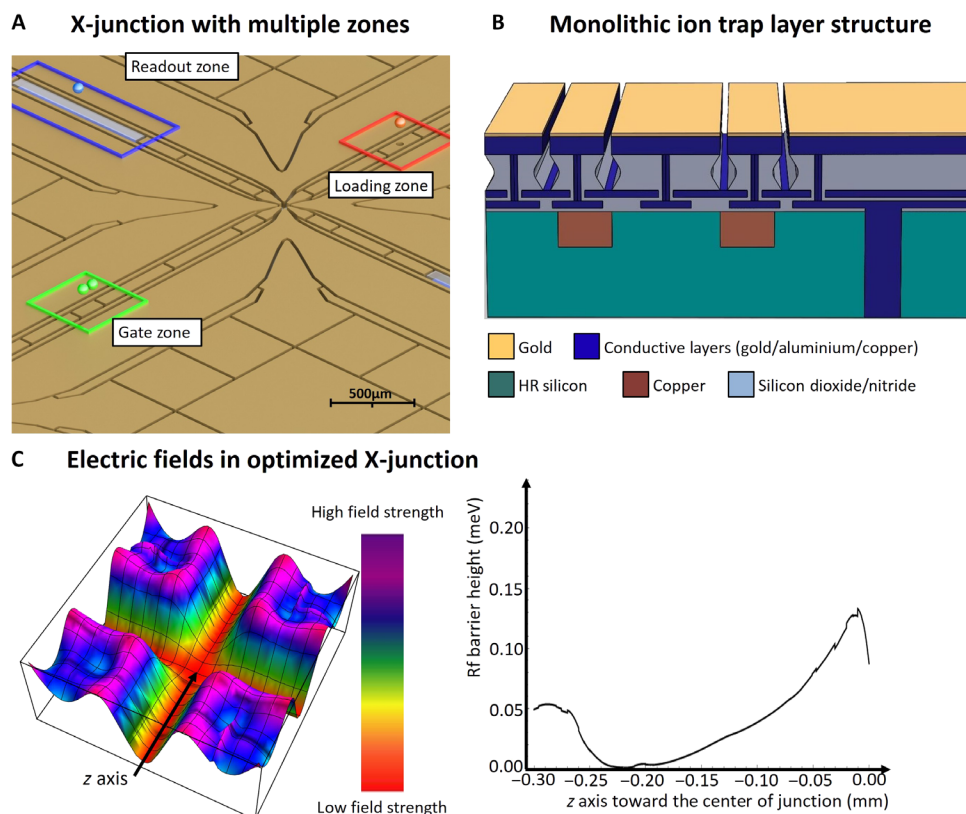 A X-junction with multiple zones
Readout zone
Loading zone
Gate zone
500μm
B Monolithic ion trap layer structure
Gold
Conductive layers (gold/aluminium/copper)
HR silicon
Copper
Silicon dioxide/nitride
C Electric fields in optimized X-junction
High field strength
Low field strength
z axis
Rf barrier height (meV)
0.20
0.15
0.10
0.05
0.00
−0.30 −0.25 −0.20 −0.15 −0.10 −0.05 0.00
z axis toward the center of junction (mm)